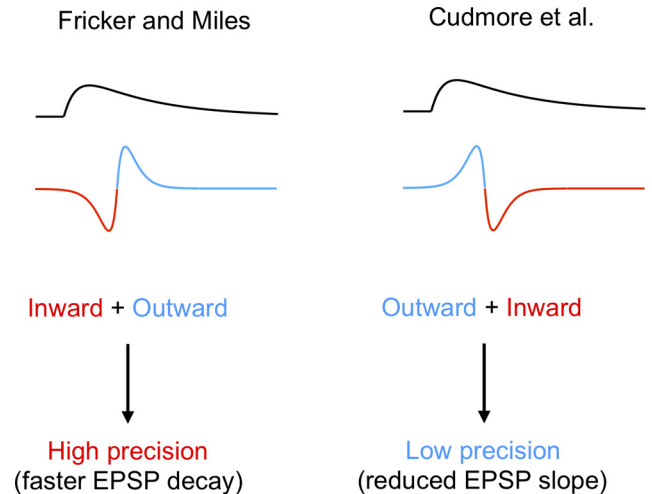 Fricker and Miles
Cudmore et al.
Inward + Outward
Outward + Inward
High precision
(faster EPSP decay)
Low precision
(reduced EPSP slope)